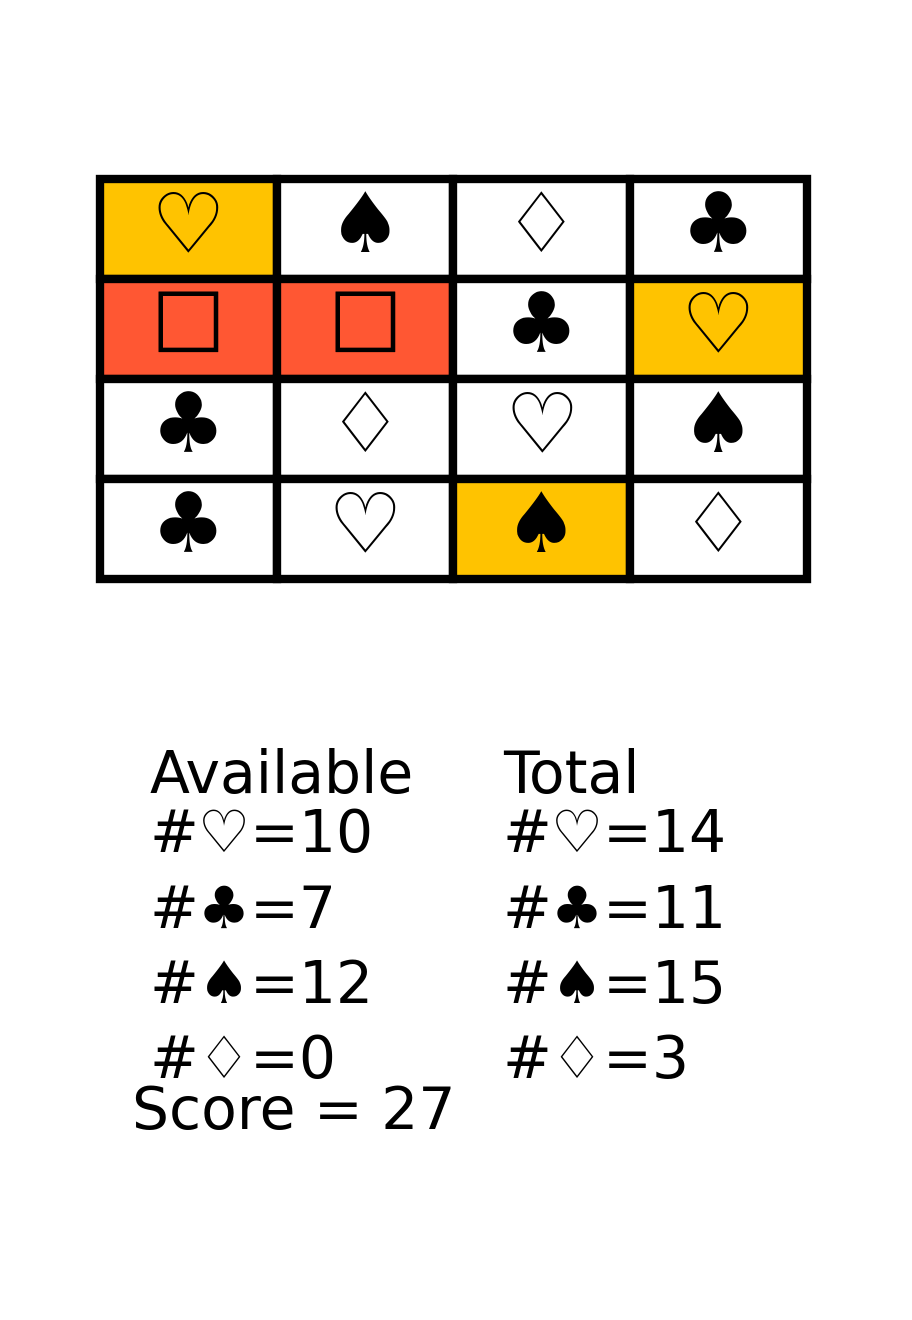 ♡ ♠ ♢ ♣
□ □ ♣ ♡
♣ ♢ ♡ ♠
♣ ♡ ♠ ♢
Available Total
#♡=10 #♡=14
#♣=7 #♣=11
#♠=12 #♠=15
#♢=0 #♢=3
Score = 27